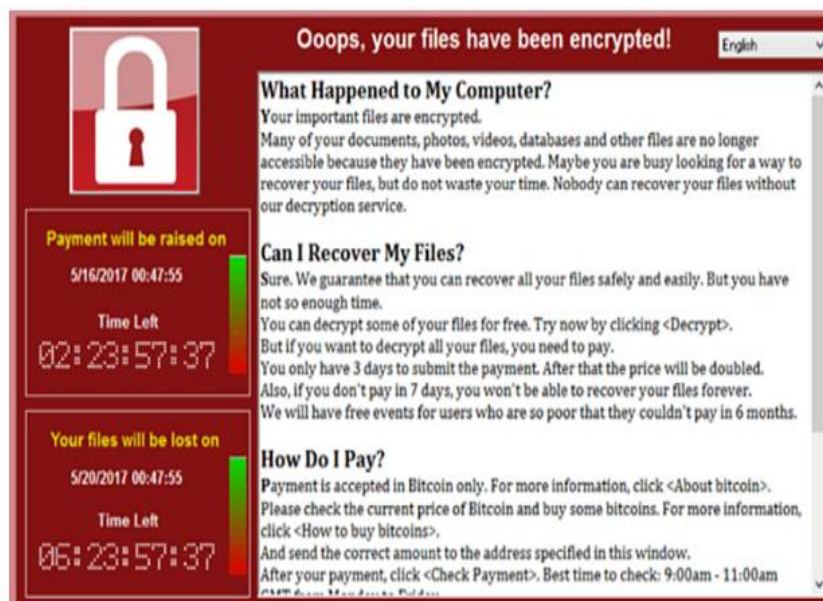 Ooops, your files have been encrypted!
English
What Happened to My Computer?
Your important files are encrypted.
Many of your documents, photos, videos, databases and other files are no longer
accessible because they have been encrypted. Maybe you are busy looking for a way to
recover your files, but do not waste your time. Nobody can recover your files without
our decryption service.
Can I Recover My Files?
Sure. We guarantee that you can recover all your files safely and easily. But you have
not so enough time.
You can decrypt some of your files for free. Try now by clicking <Decrypt>.
But if you want to decrypt all your files, you need to pay.
You only have 3 days to submit the payment. After that the price will be doubled.
Also, if you don't pay in 7 days, you won't be able to recover your files forever.
We will have free events for users who are so poor that they couldn't pay in 6 months.
How Do I Pay?
Payment is accepted in Bitcoin only. For more information, click <About bitcoin>.
Please check the current price of Bitcoin and buy some bitcoins. For more information,
click <How to buy bitcoins>.
And send the correct amount to the address specified in this window.
After your payment, click <Check Payment>. Best time to check: 9:00am - 11:00am
GMT from Monday to Friday
Payment will be raised on
5/16/2017 00:47:55
Time Left
02:23:57:37
Your files will be lost on
5/20/2017 00:47:55
Time Left
06:23:57:37